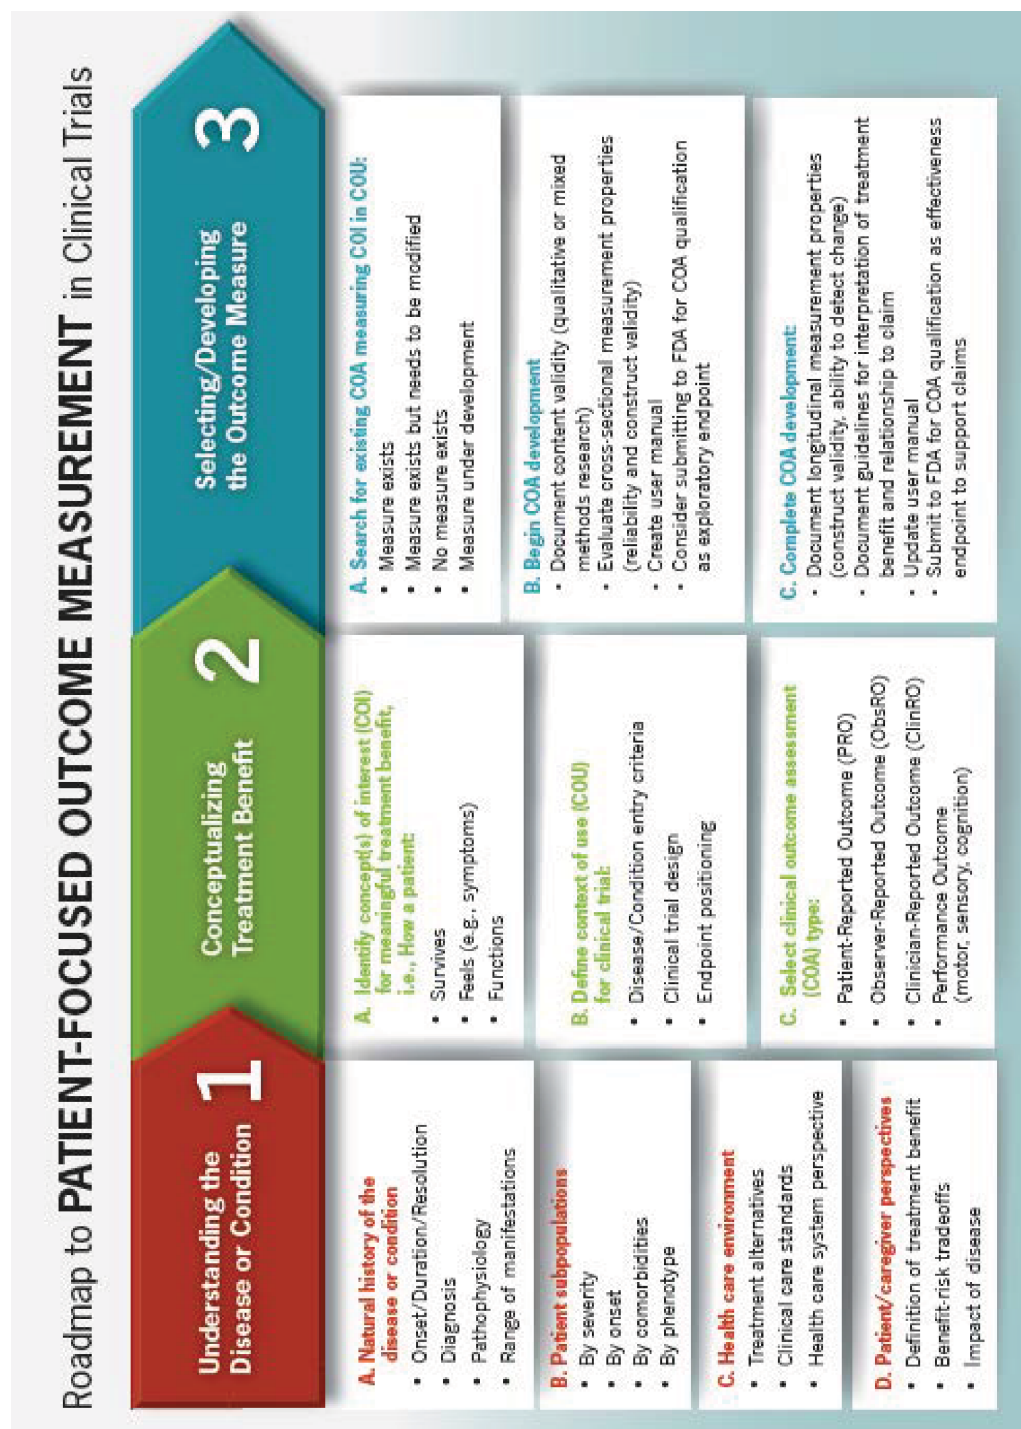 Roadmap to PATIENT-FOCUSED OUTCOME MEASUREMENT in Clinical Trials
Understanding the
Disease or Condition
1
A. Natural history of the
disease or condition
• Onset/Duration/Resolution
• Diagnosis
• Pathophysiology
• Range of manifestations
B. Patient subpopulations
• By severity
• By onset
• By comorbidities
• By phenotype
C. Health care environment
• Treatment alternatives
• Clinical care standards
• Health care system perspective
D. Patient/caregiver perspectives
• Definition of treatment benefit
• Benefit-risk tradeoffs
• Impact of disease
Conceptualizing
Treatment Benefit
2
A. Identify concept(s) of interest (COI)
for meaningful treatment benefit,
i.e., How a patient:
• Survives
• Feels (e.g., symptoms)
• Functions
B. Define context of use (COU)
for clinical trial:
• Disease/Condition entry criteria
• Clinical trial design
• Endpoint positioning
C. Select clinical outcome assessment
(COA) type:
• Patient-Reported Outcome (PRO)
• Observer-Reported Outcome (ObsRO)
• Clinician-Reported Outcome (ClinRO)
• Performance Outcome
(motor, sensory, cognition)
Selecting/Developing
the Outcome Measure
3
A. Search for existing COA measuring COI in COU:
• Measure exists
• Measure exists but needs to be modified
• No measure exists
• Measure under development
B. Begin COA development
• Document content validity (qualitative or mixed
methods research)
• Evaluate cross-sectional measurement properties
(reliability and construct validity)
• Create user manual
• Consider submitting to FDA for COA qualification
as exploratory endpoint
C. Complete COA development:
• Document longitudinal measurement properties
(construct validity, ability to detect change)
• Document guidelines for interpretation of treatment
benefit and relationship to claim
• Update user manual
• Submit to FDA for COA qualification as effectiveness
endpoint to support claims